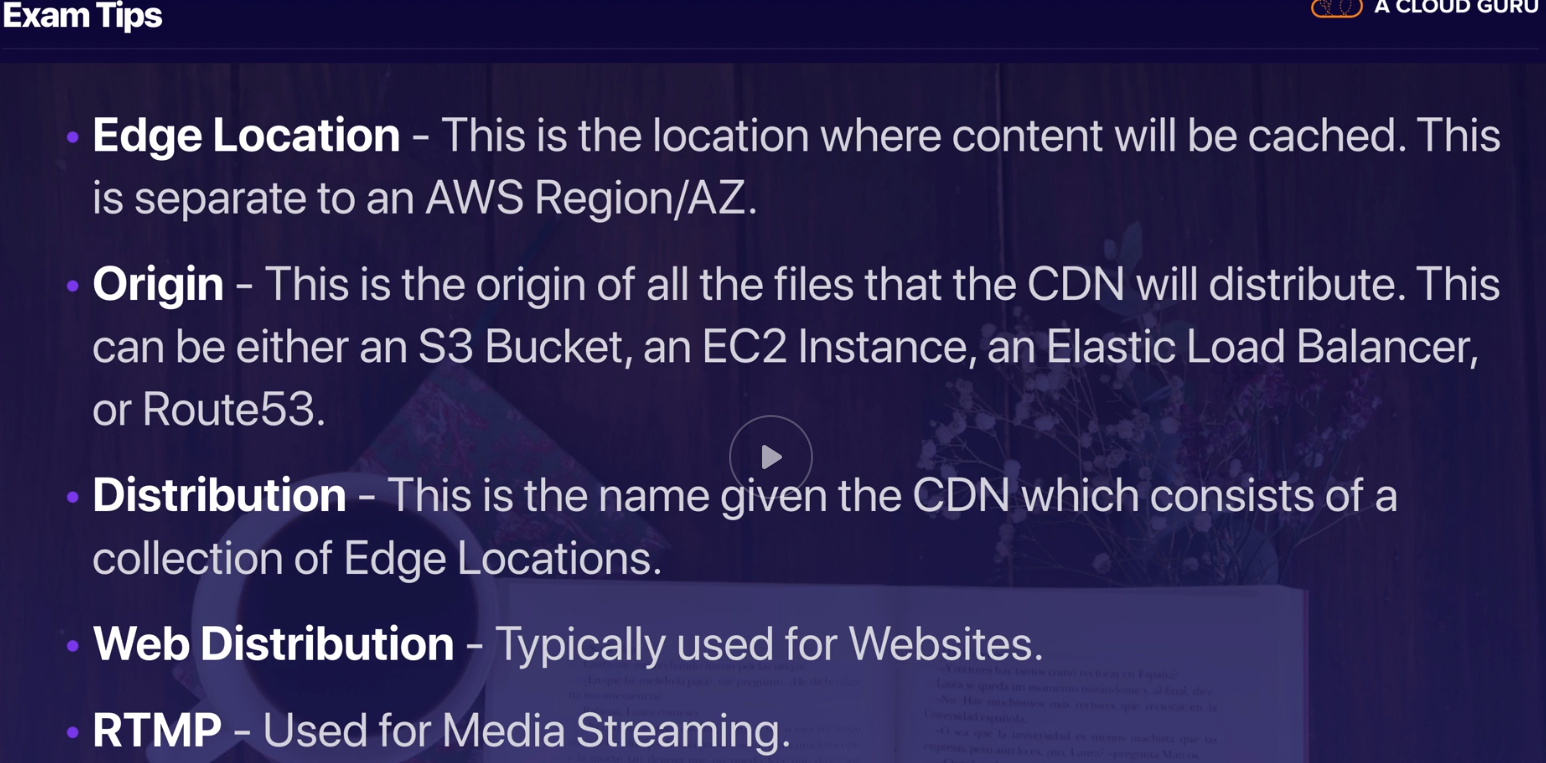 Exam Tips
A CLOUD GURU
• Edge Location - This is the location where content will be cached. This
is separate to an AWS Region/AZ.
• Origin - This is the origin of all the files that the CDN will distribute. This
can be either an S3 Bucket, an EC2 Instance, an Elastic Load Balancer,
or Route53.
• Distribution - This is the name given the CDN which consists of a
collection of Edge Locations.
• Web Distribution - Typically used for Websites.
• RTMP - Used for Media Streaming.